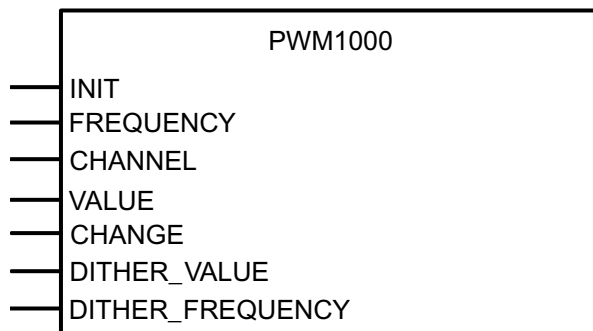 PWM1000
INIT
FREQUENCY
CHANNEL
VALUE
CHANGE
DITHER_VALUE
DITHER_FREQUENCY